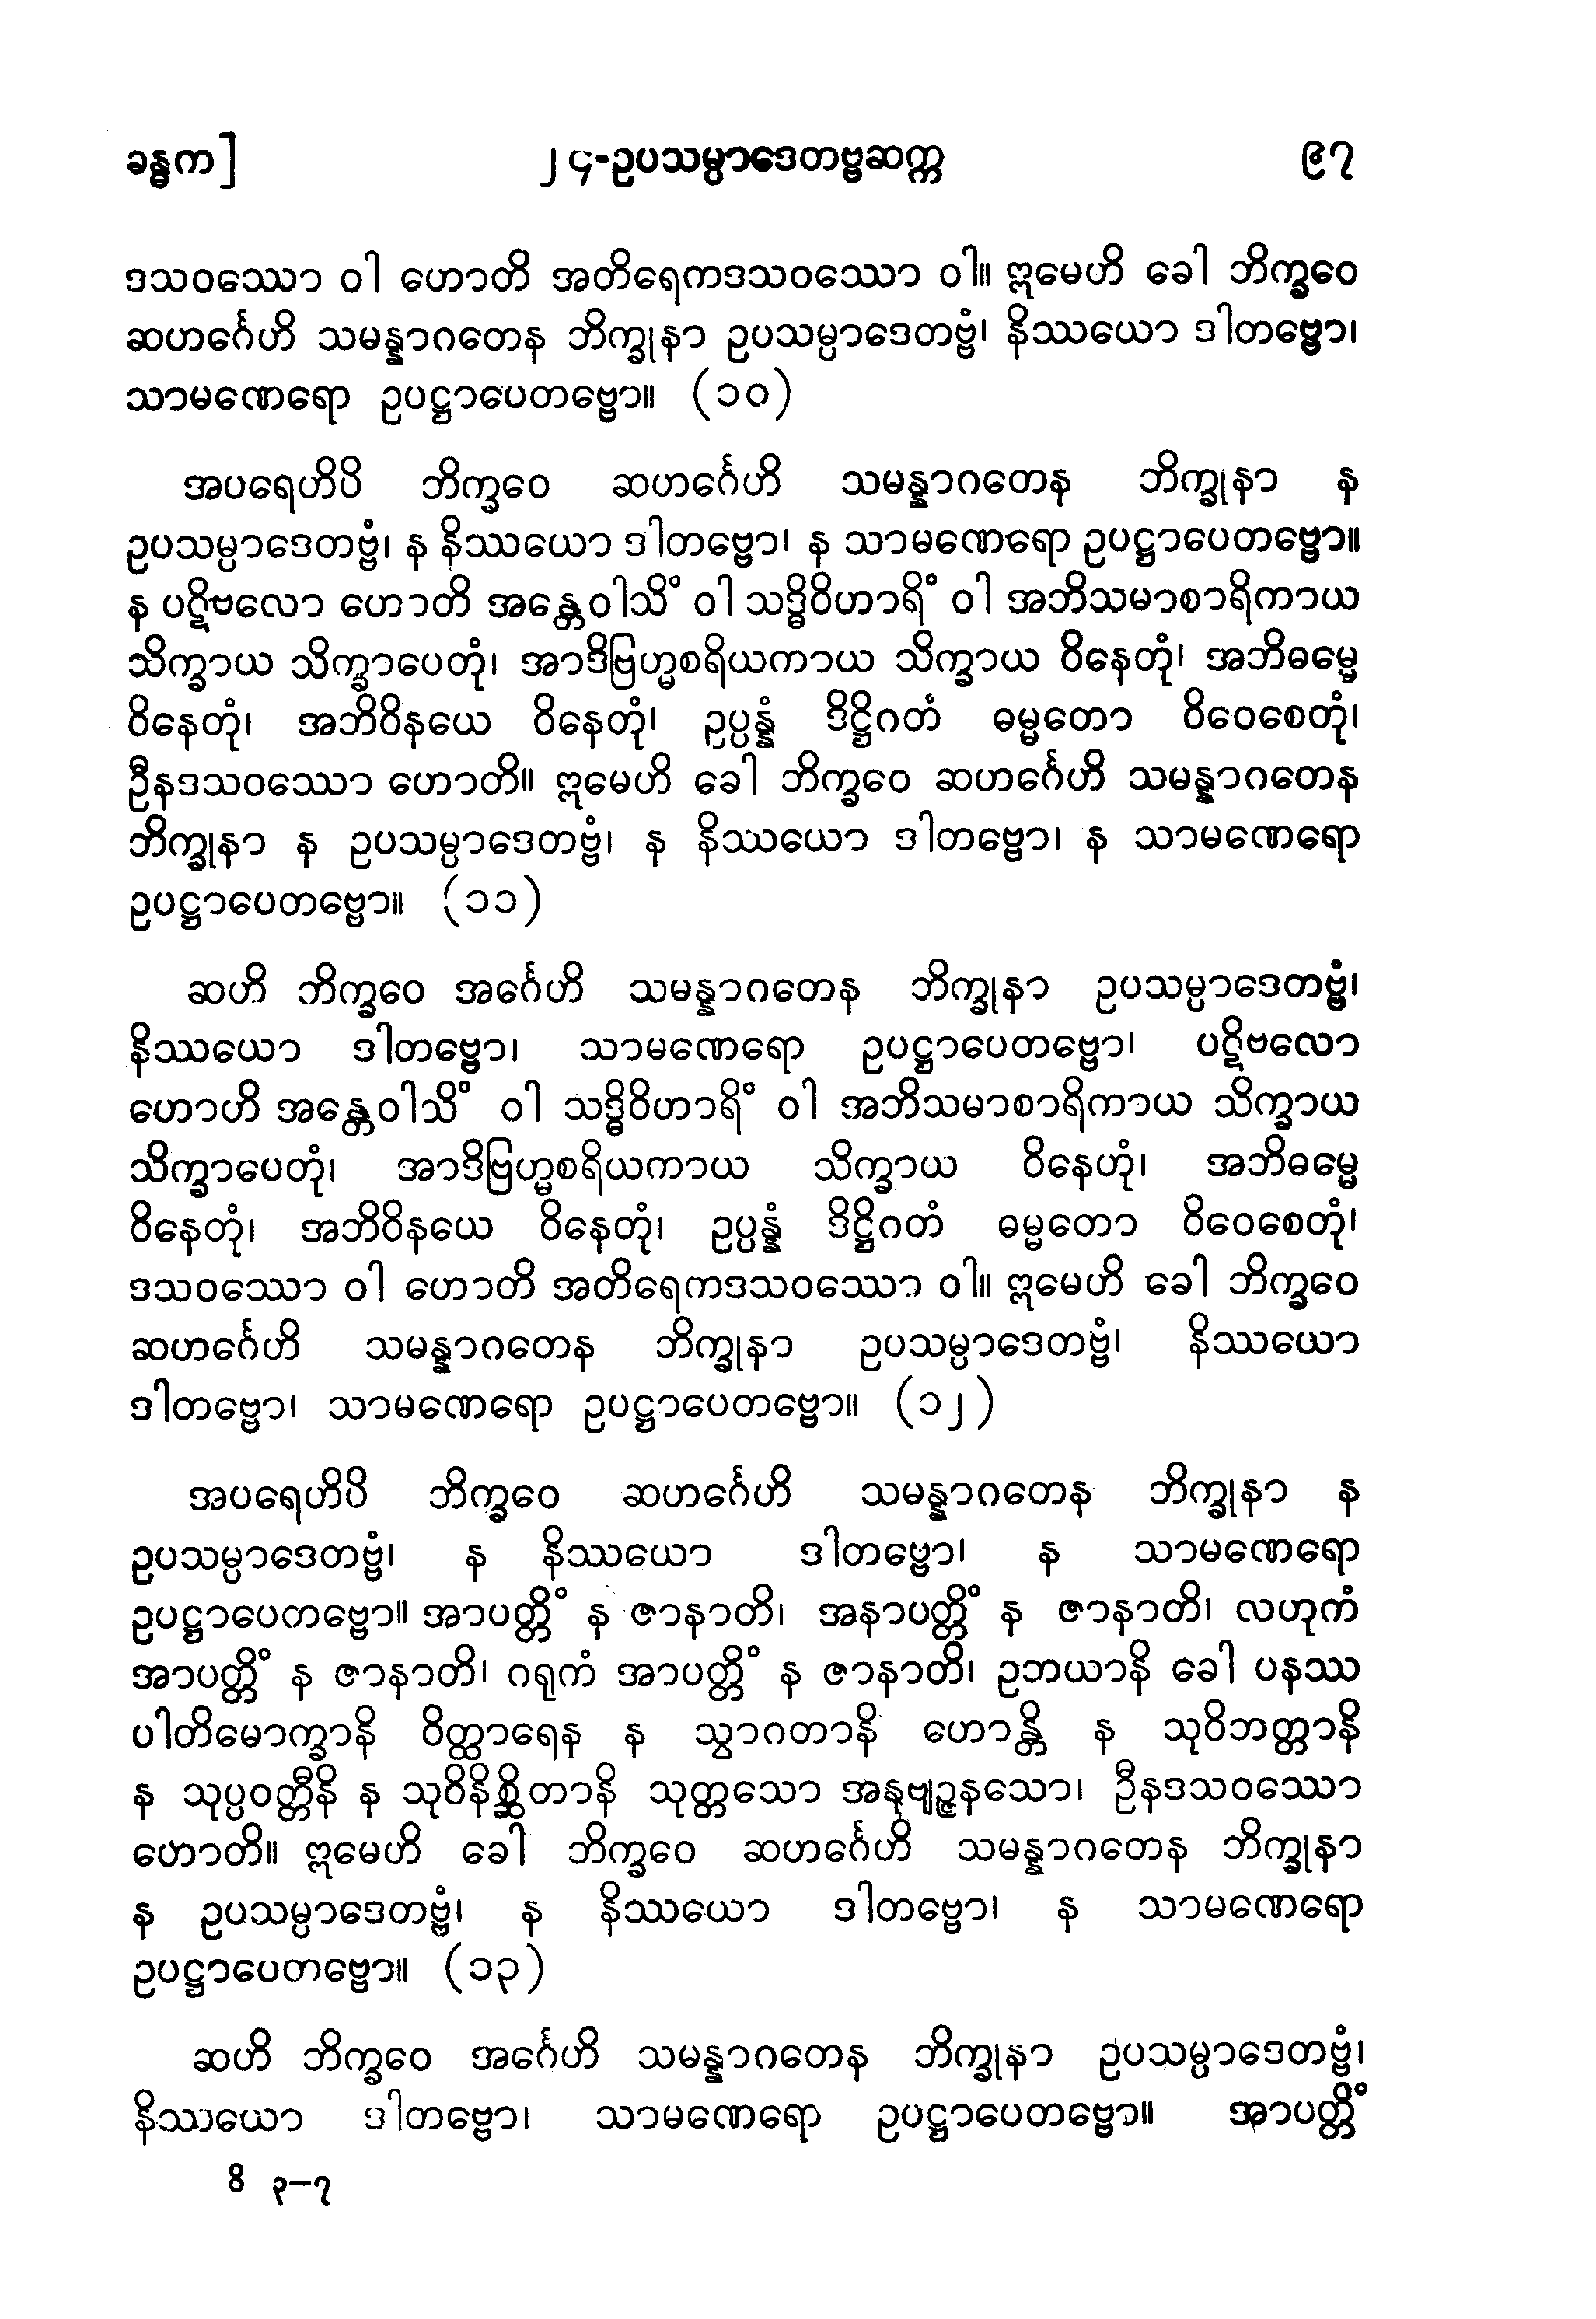 ခန္ဓက]
၂၄-ဥပသမ္ပာဒေတဗ္ဗဆက္က
၉၇
ဒသဝဿော ဝါ ဟောတိ အတိရေကဒသဝဿော ဝါ။ ဣမေဟိ ခေါ ဘိက္ခဝေ
ဆဟင်္ဂေဟိ သမန္နာဂတေန ဘိက္ခုနာ ဥပသမ္ပာဒေတဗ္ဗံ၊ နိဿယော ဒါတဗ္ဗော၊
သာမဏေရော ဥပဋ္ဌာပေတဗ္ဗော။ (၁၀)
အပရေဟိပိ ဘိက္ခဝေ ဆဟင်္ဂေဟိ သမန္နာဂတေန ဘိက္ခုနာ န
ဥပသမ္ပာဒေတဗ္ဗံ၊ န နိဿယော ဒါတဗ္ဗော၊ န သာမဏေရော ဥပဋ္ဌာပေတဗ္ဗော။
န ပဋိဗလော ဟောတိ အန္တေဝါသိံ ဝါ သဒ္ဓိဝိဟာရိံ ဝါ အဘိသမာစာရိကာယ
သိက္ခာယ သိက္ခာပေတုံ၊ အာဒိဗြဟ္မစရိယကာယ သိက္ခာယ ဝိနေတုံ၊ အဘိဓမ္မေ
ဝိနေတုံ၊ အဘိဝိနယေ ဝိနေတုံ၊ ဥပ္ပန္နံ ဒိဋ္ဌိဂတံ ဓမ္မတော ဝိဝေစေတုံ၊
ဦနဒသဝဿော ဟောတိ။ ဣမေဟိ ခေါ ဘိက္ခဝေ ဆဟင်္ဂေဟိ သမန္နာဂတေန
ဘိက္ခုနာ န ဥပသမ္ပာဒေတဗ္ဗံ၊ န နိဿယော ဒါတဗ္ဗော၊ န သာမဏေရော
ဥပဋ္ဌာပေတဗ္ဗော။ (၁၁)
ဆဟိ ဘိက္ခဝေ အင်္ဂေဟိ သမန္နာဂတေန ဘိက္ခုနာ ဥပသမ္ပာဒေတဗ္ဗံ၊
နိဿယော ဒါတဗ္ဗော၊ သာမဏေရော ဥပဋ္ဌာပေတဗ္ဗော၊ ပဋိဗလော
ဟောဟိ အန္တေဝါသိံ ဝါ သဒ္ဓိဝိဟာရိံ ဝါ အဘိသမာစာရိကာယ သိက္ခာယ
သိက္ခာပေတုံ၊ အာဒိဗြဟ္မစရိယကာယ သိက္ခာယ ဝိနေဟုံ၊ အဘိဓမ္မေ
ဝိနေတုံ၊ အဘိဝိနယေ ဝိနေတုံ၊ ဥပ္ပန္နံ ဒိဋ္ဌိဂတံ ဓမ္မတော ဝိဝေစေတုံ၊
ဒသဝဿော ဝါ ဟောတိ အတိရေကဒသဝဿော ဝါ။ ဣမေဟိ ခေါ ဘိက္ခဝေ
ဆဟင်္ဂေဟိ သမန္နာဂတေန ဘိက္ခုနာ ဥပသမ္ပာဒေတဗ္ဗံ၊ နိဿယော
ဒါတဗ္ဗော၊ သာမဏေရော ဥပဋ္ဌာပေတဗ္ဗော။ (၁၂)
အပရေဟိပိ ဘိက္ခဝေ ဆဟင်္ဂေဟိ သမန္နာဂတေန ဘိက္ခုနာ န
ဥပသမ္ပာဒေတဗ္ဗံ၊ န နိဿယော ဒါတဗ္ဗော၊ န သာမဏေရော
ဥပဋ္ဌာပေတဗ္ဗော။ အာပတ္တိံ န ဇာနာတိ၊ အနာပတ္တိံ န ဇာနာတိ၊ လဟုကံ
အာပတ္တိံ န ဇာနာတိ၊ ဂရုကံ အာပတ္တိံ န ဇာနာတိ၊ ဥဘယာနိ ခေါ ပနဿ
ပါတိမောက္ခာနိ ဝိတ္ထာရေန န သွာဂတာနိ ဟောန္တိ န သုဝိဘတ္တာနိ
န သုပ္ပဝတ္တီနိ န သုဝိနိစ္ဆိတာနိ သုတ္တသော အနုဗျဉ္ဇနသော၊ ဦနဒသဝဿော
ဟောတိ။ ဣမေဟိ ခေါ ဘိက္ခဝေ ဆဟင်္ဂေဟိ သမန္နာဂတေန ဘိက္ခုနာ
န ဥပသမ္ပာဒေတဗ္ဗံ၊ န နိဿယော ဒါတဗ္ဗော၊ န သာမဏေရော
ဥပဋ္ဌာပေတဗ္ဗော။ (၁၃)
ဆဟိ ဘိက္ခဝေ အင်္ဂေဟိ သမန္နာဂတေန ဘိက္ခုနာ ဥပသမ္ပာဒေတဗ္ဗံ၊
နိဿယော ဒါတဗ္ဗော၊ သာမဏေရော ဥပဋ္ဌာပေတဗ္ဗော။ အာပတ္တိံ
ဝိ ၃-၇